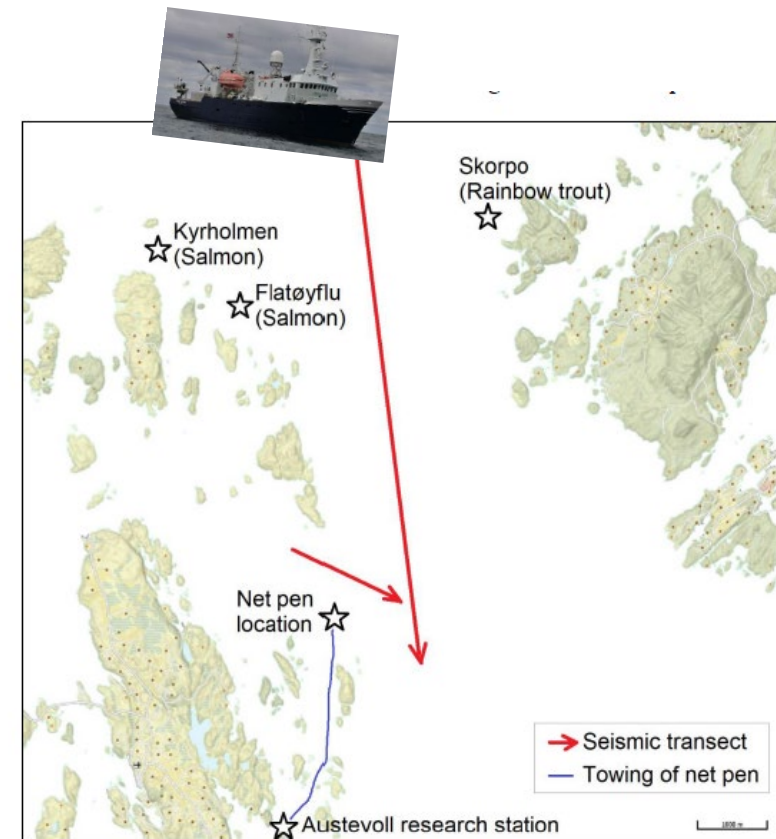 Skorpo
(Rainbow trout)
Kyrholmen
(Salmon)
Flatøyflu
(Salmon)
Net pen
location
Seismic transect
Towing of net pen
Austevoll research station
1000 m